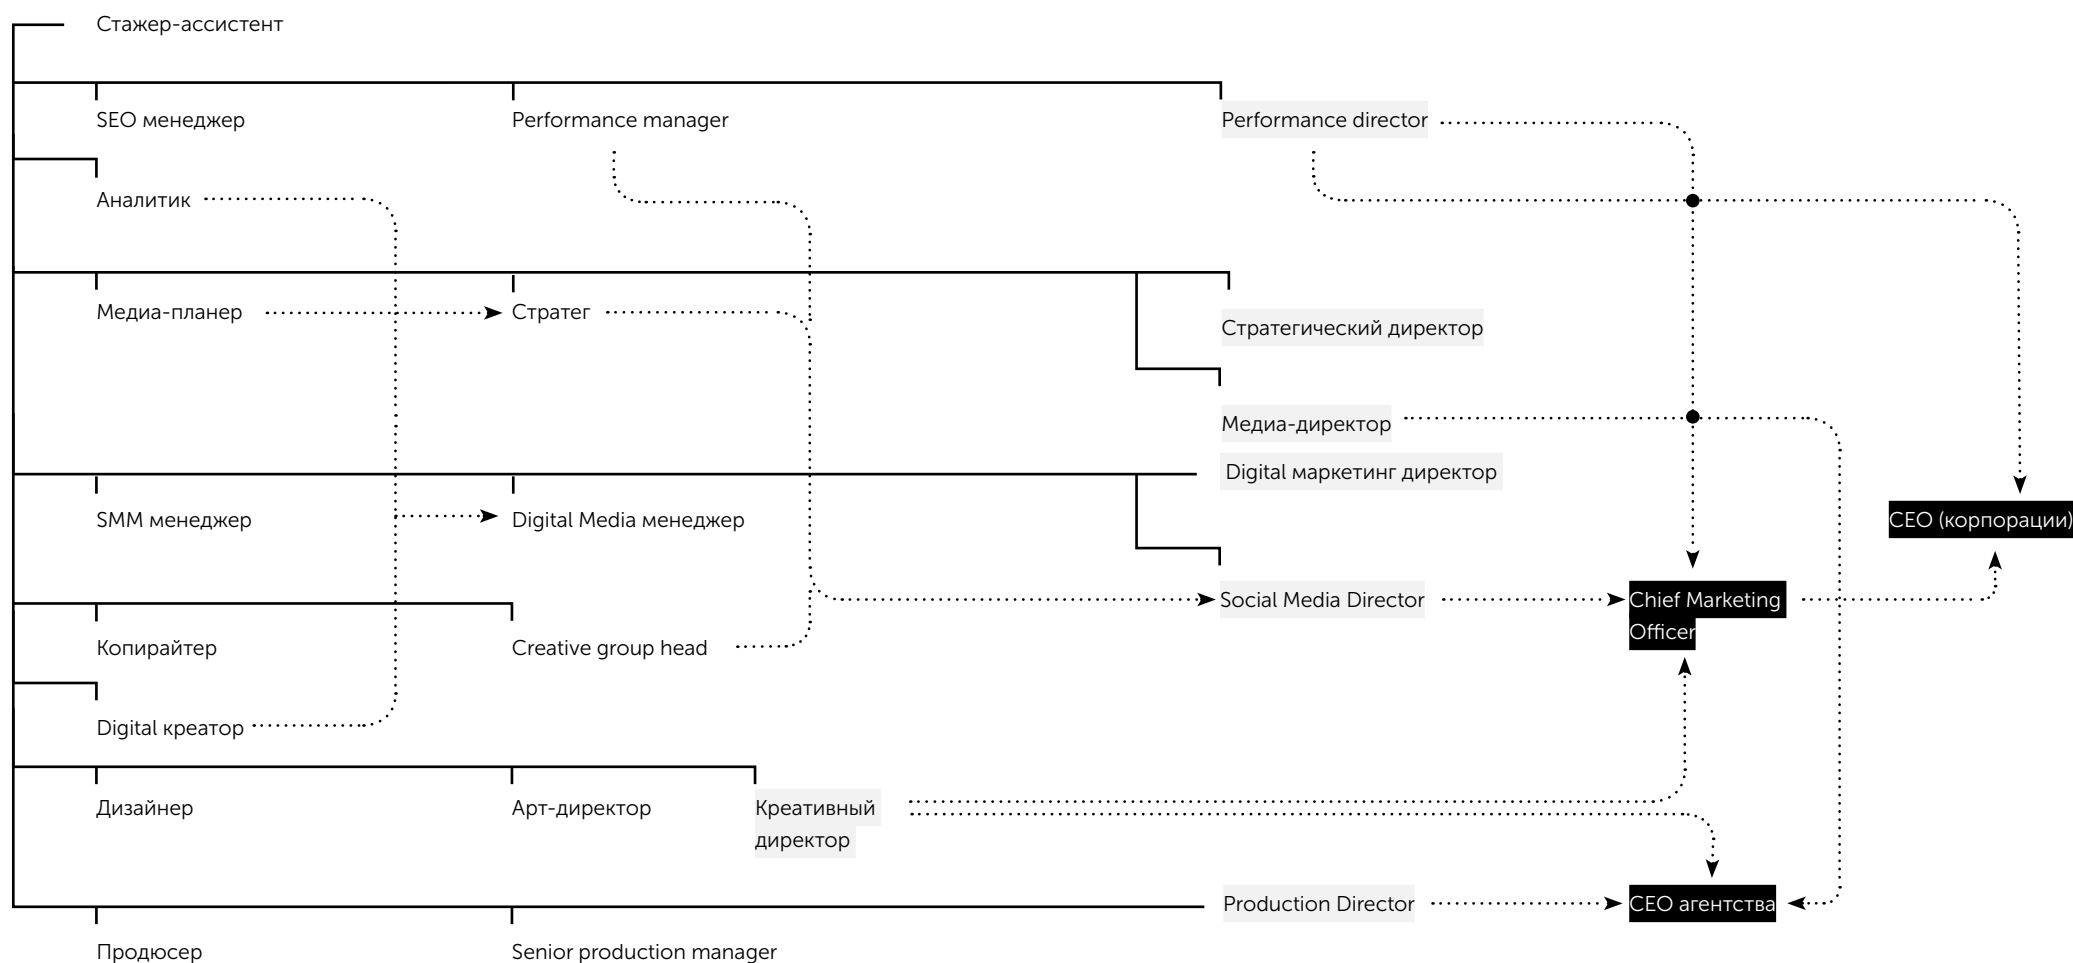 Стажер-ассистент
SEO менеджер
Performance manager
Performance director
Аналитик
Медиа-планер
Стратег
Стратегический директор
Медиа-директор
Digital маркетинг директор
SMM менеджер
Digital Media менеджер
CEO (корпорации)
Social Media Director
Chief Marketing
Officer
Копирайтер
Creative group head
Digital креатор
Дизайнер
Арт-директор
Креативный
директор
Production Director
CEO агентства
Продюсер
Senior production manager